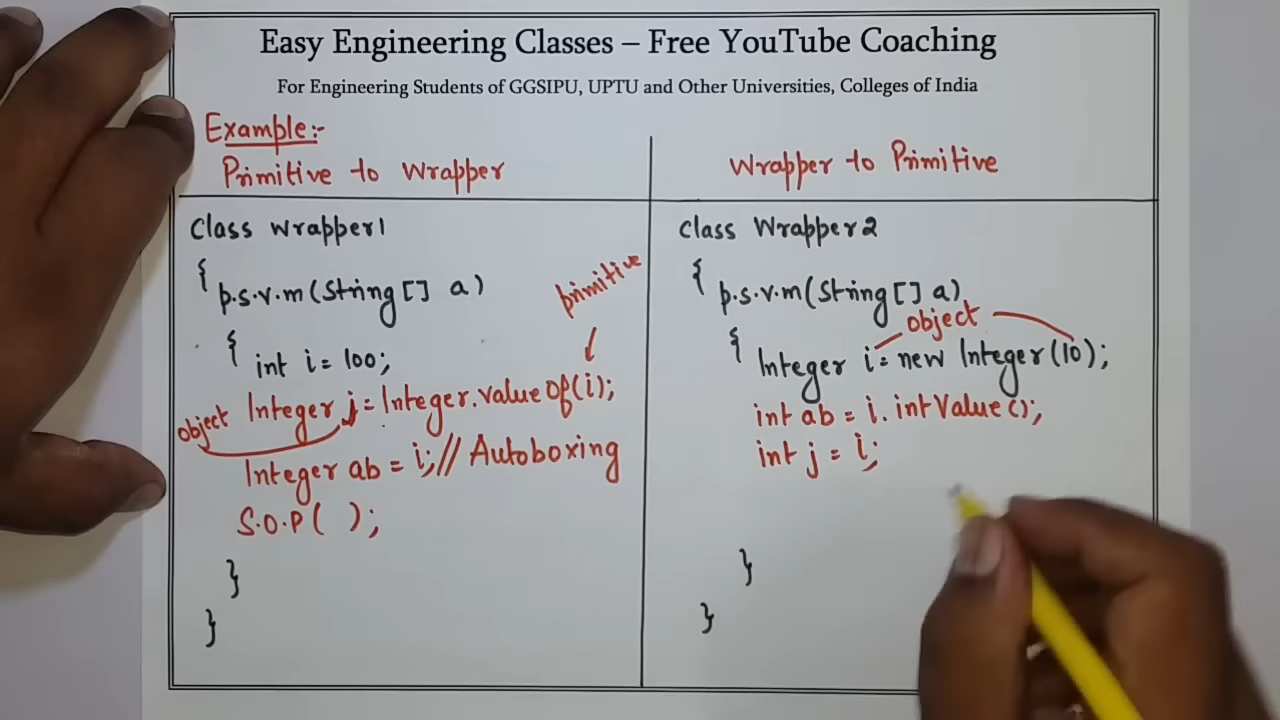 Easy Engineering Classes – Free YouTube Coaching
For Engineering Students of GGSIPU, UPTU and Other Universities, Colleges of India
Example:-
Primitive to Wrapper
Class Wrapper1
{
p.s.v.m(String [] a)
primitive
{ int i = 100;
object Integer j = Integer.valueOf(i);
Integer ab = i; // Autoboxing
S.O.P( );
}
}
Wrapper to Primitive
Class Wrapper2
{
p.s.v.m(String [] a)
object
{ Integer i = new Integer(10);
int ab = i.intValue();
int j = i;
}
}